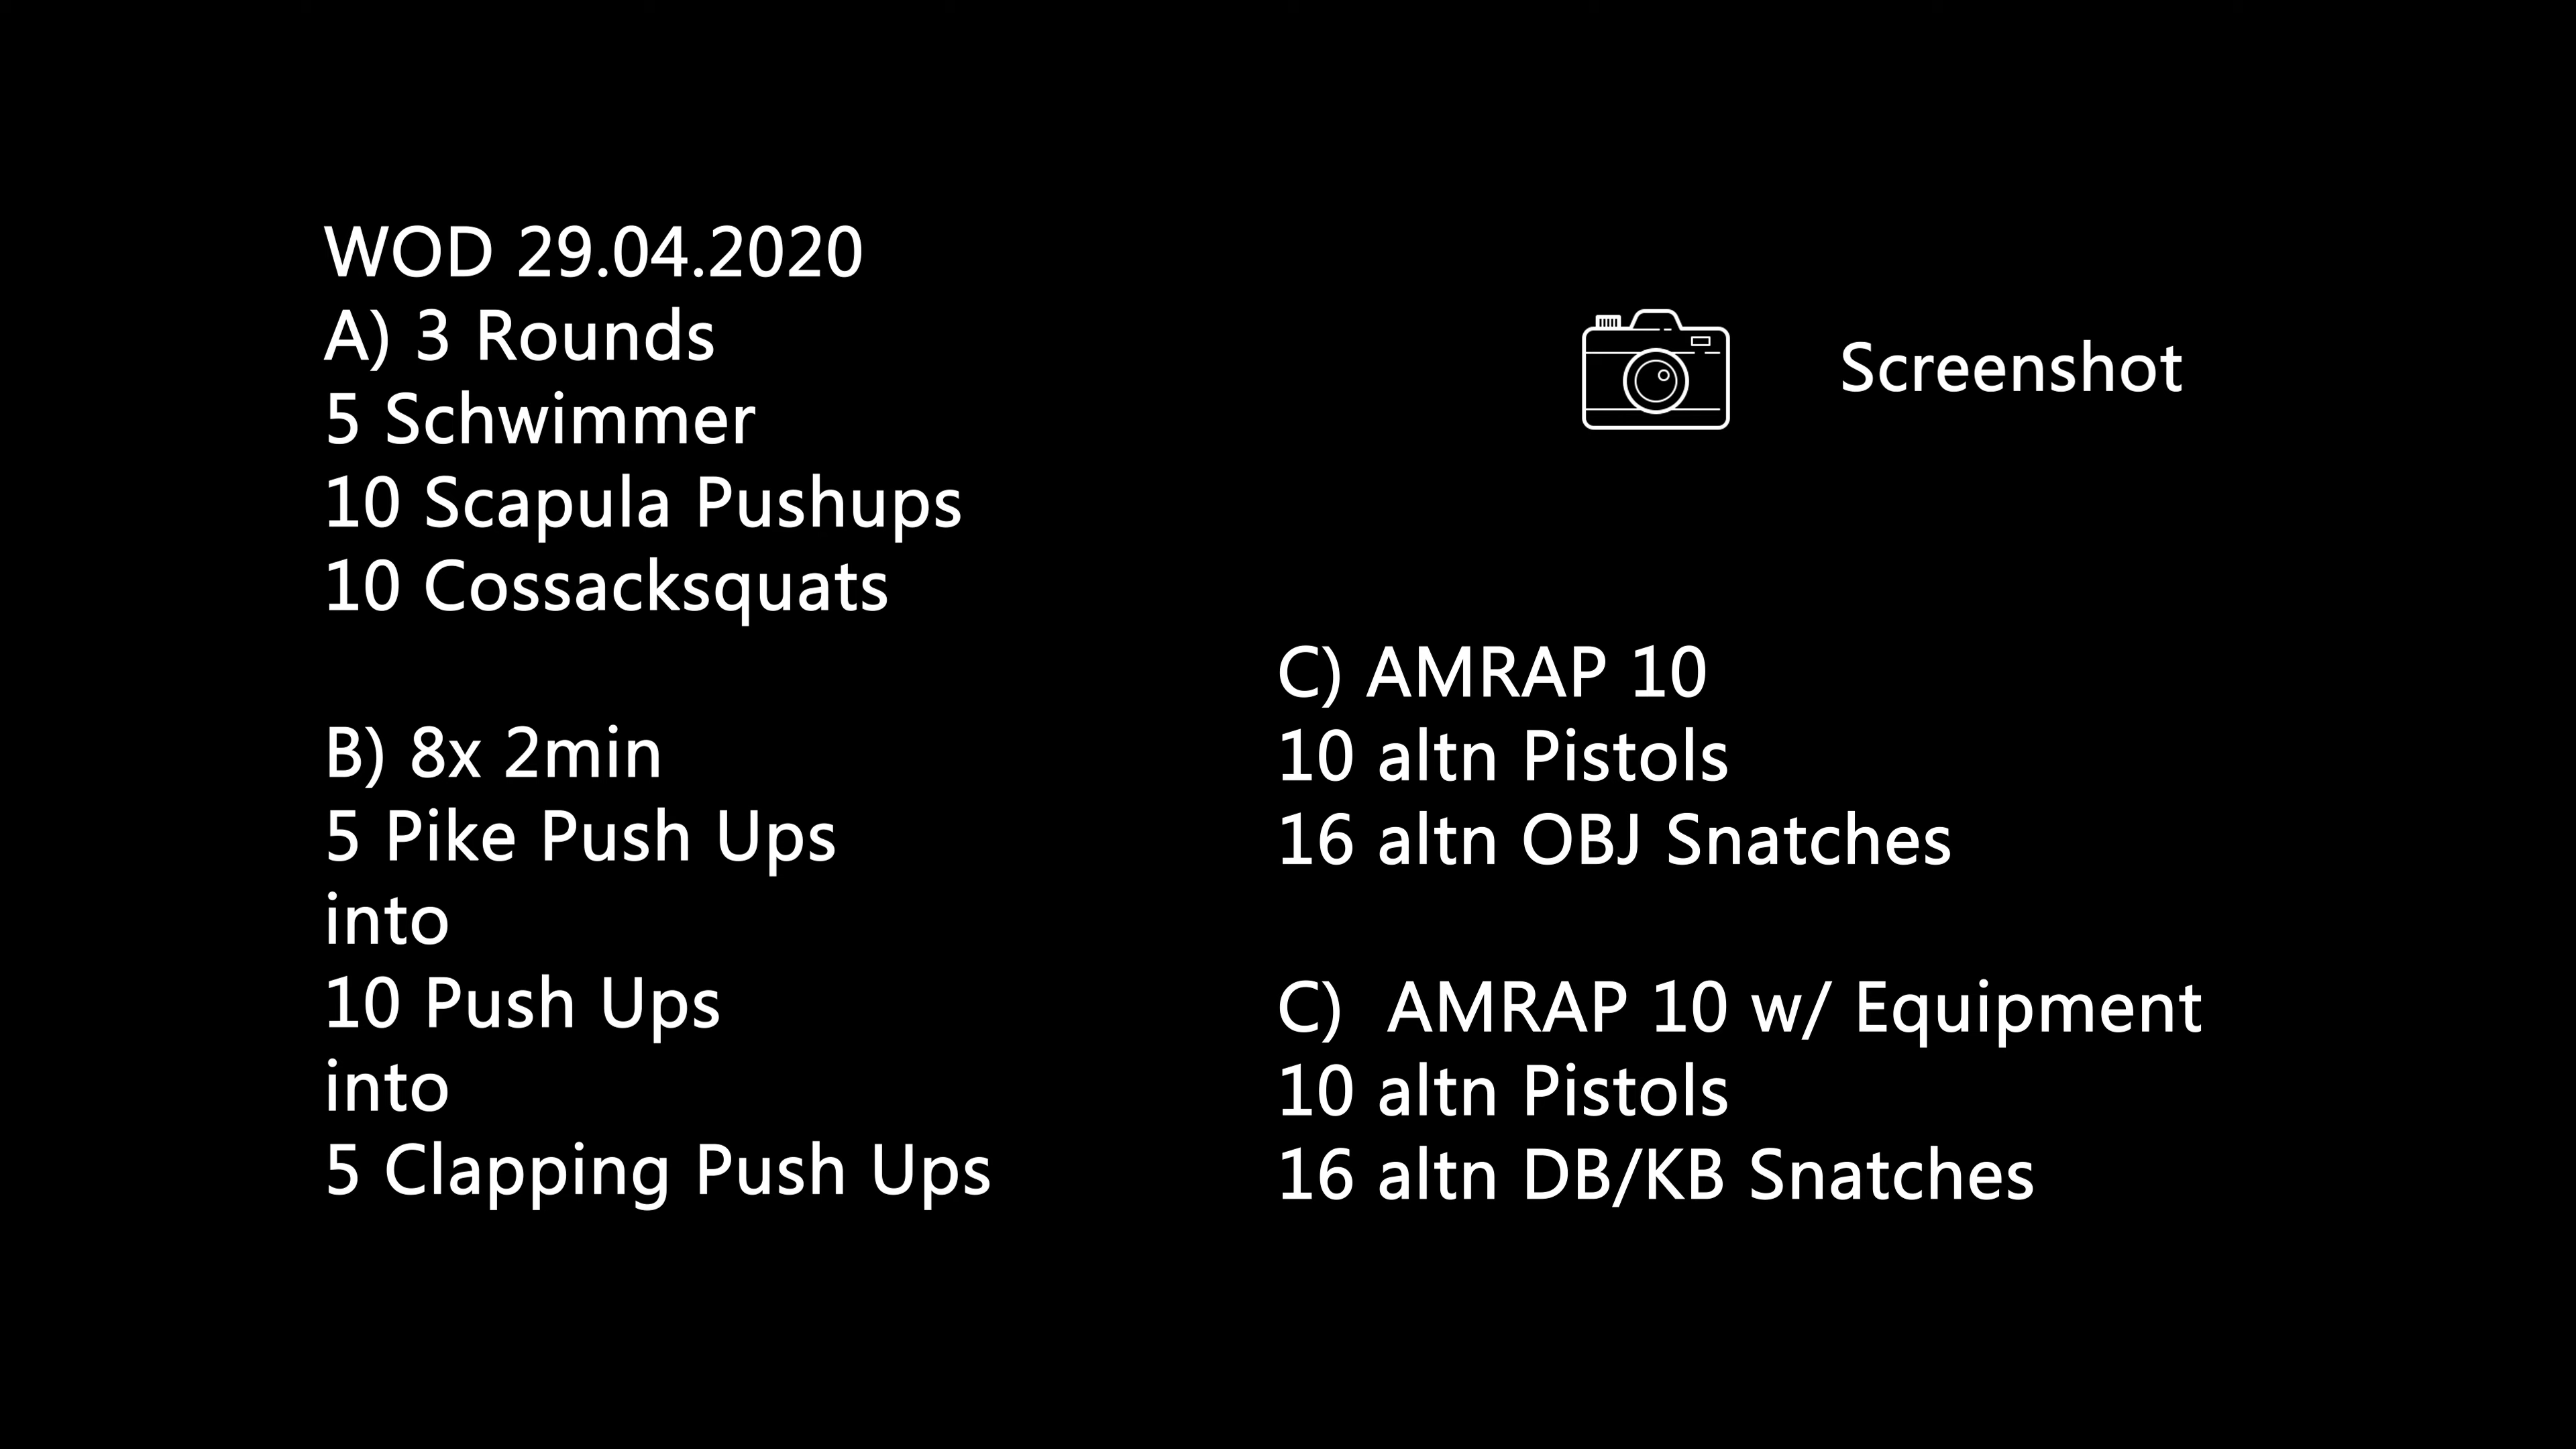 WOD 29.04.2020
A) 3 Rounds
5 Schwimmer
10 Scapula Pushups
10 Cossacksquats
B) 8x 2min
5 Pike Push Ups
into
10 Push Ups
into
5 Clapping Push Ups
Screenshot
C) AMRAP 10
10 altn Pistols
16 altn OBJ Snatches
C) AMRAP 10 w/ Equipment
10 altn Pistols
16 altn DB/KB Snatches